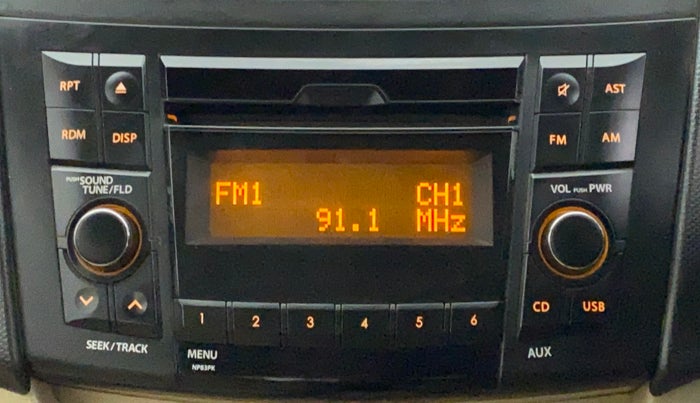 RPT
AST
RDM
DISP
FM
AM
PUSH SOUND
TUNE/FLD
VOL PUSH PWR
FM1 CH1
91.1 MHz
CD
USB
1 2 3 4 5 6
SEEK/TRACK
MENU
AUX
NP63PK